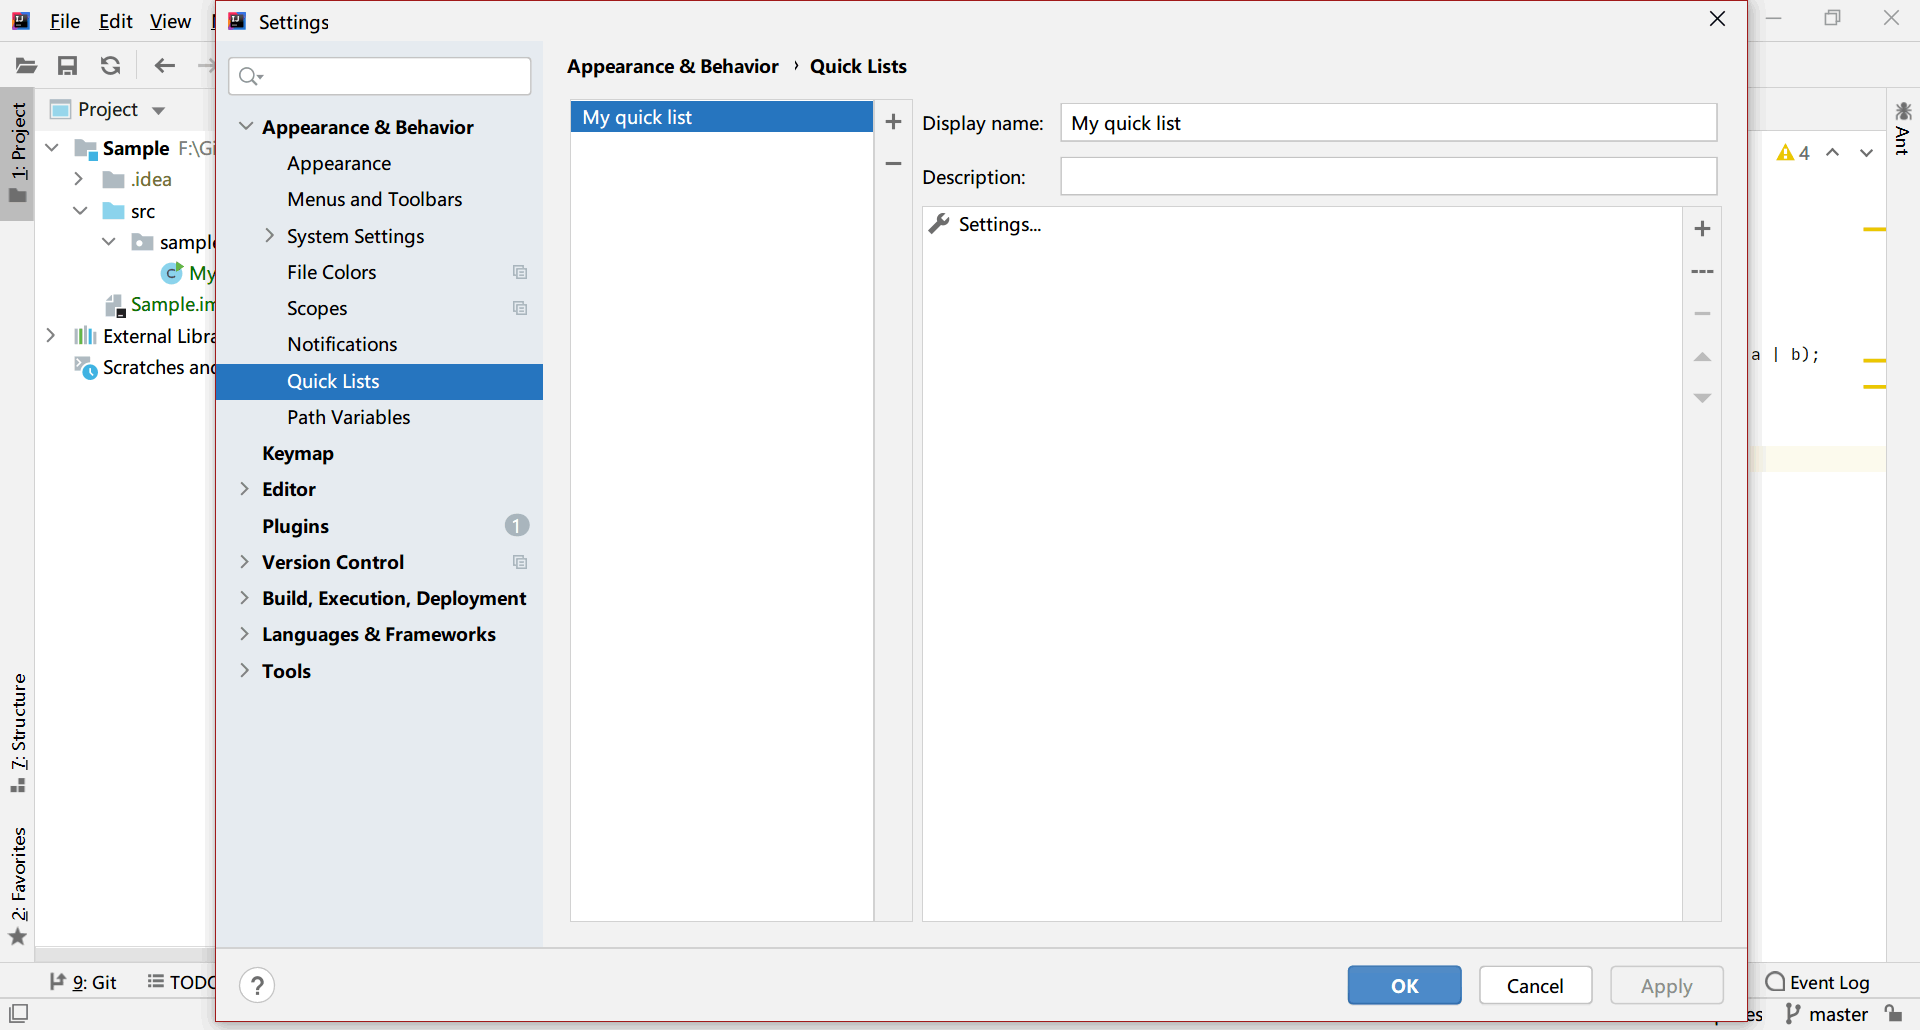 File Edit View
Settings
Appearance & Behavior › Quick Lists
Project
1: Project
Sample F:\Gi
.idea
src
sample
My
Sample.im
External Libra
Scratches and
7: Structure
2: Favorites
Appearance & Behavior
Appearance
Menus and Toolbars
System Settings
File Colors
Scopes
Notifications
Quick Lists
Path Variables
Keymap
Editor
Plugins 1
Version Control
Build, Execution, Deployment
Languages & Frameworks
Tools
My quick list
Display name: My quick list
Description:
Settings...
4
Ant
a | b);
? OK Cancel Apply
9: Git TODO
Event Log
es master